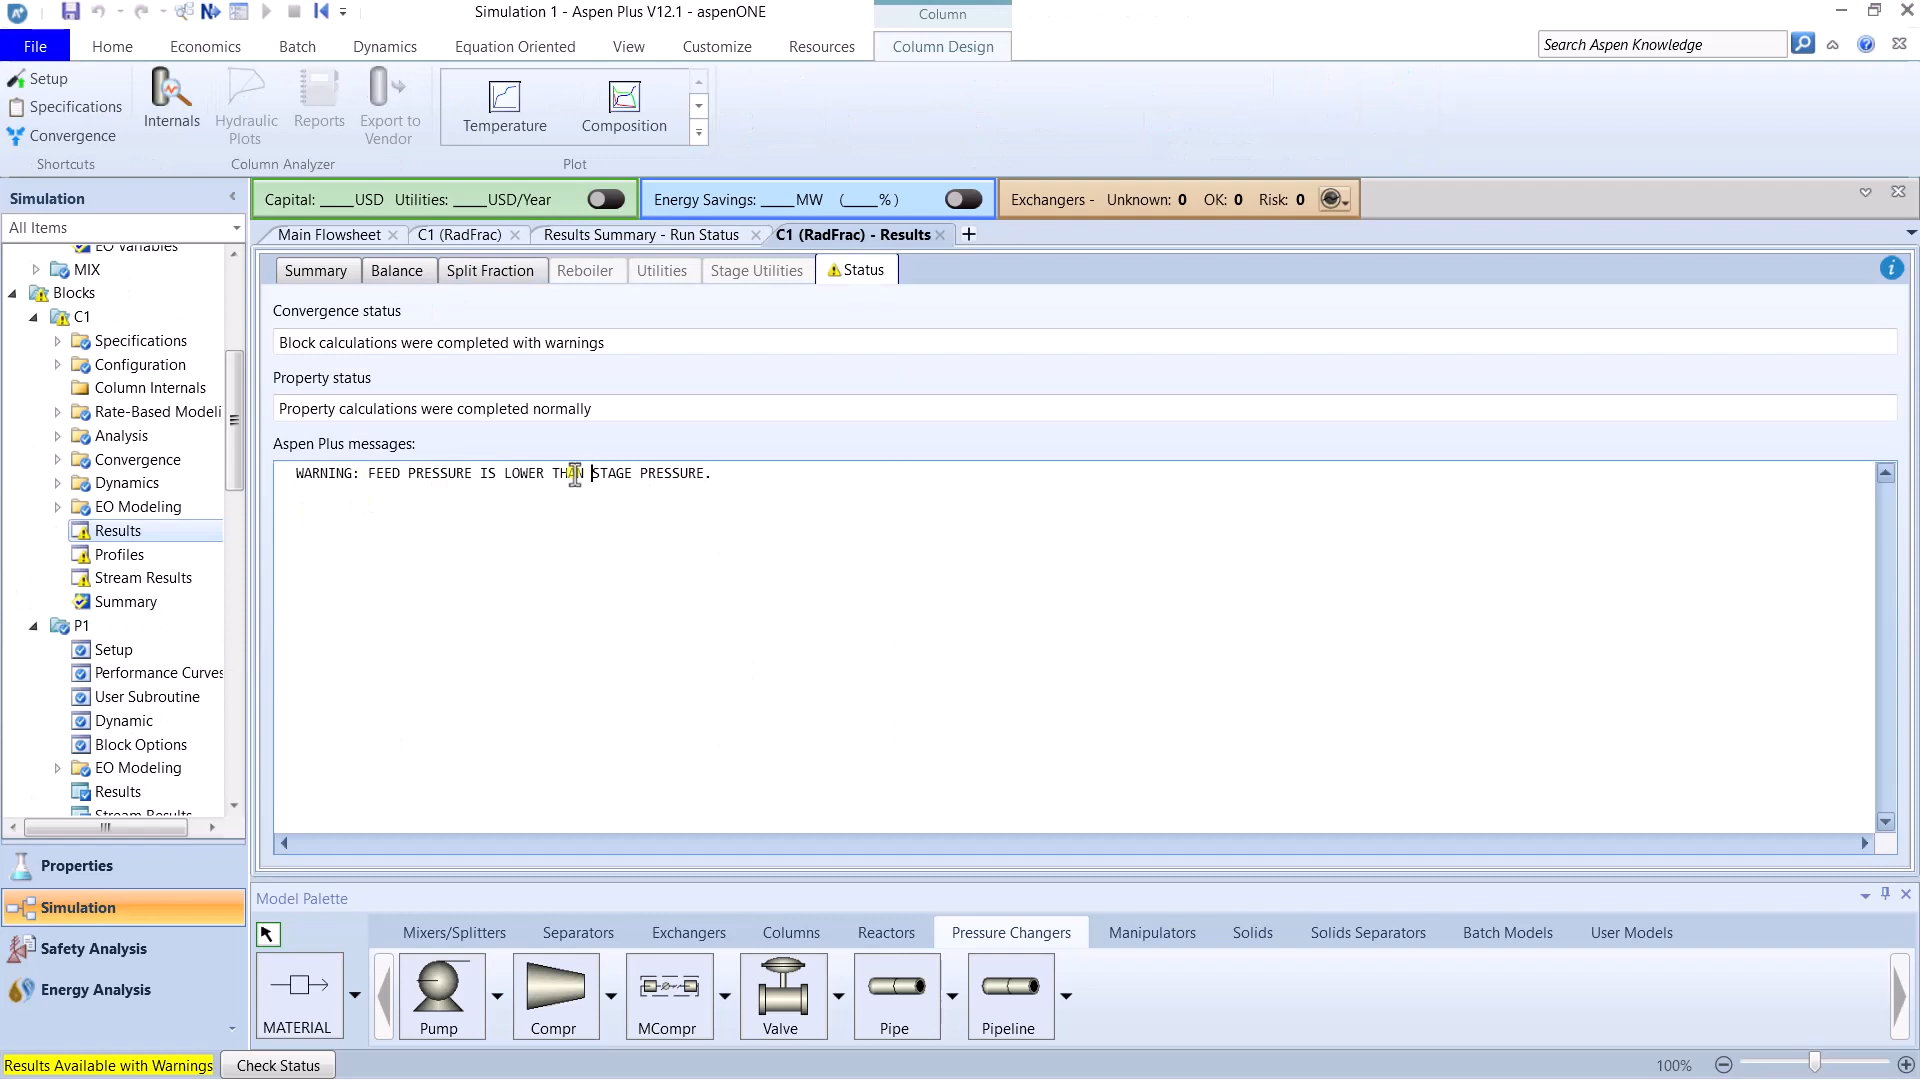 Simulation 1 - Aspen Plus V12.1 - aspenONE
Column
File
Home
Economics
Batch
Dynamics
Equation Oriented
View
Customize
Resources
Column Design
Search Aspen Knowledge
Setup
Specifications
Convergence
Shortcuts
Internals
Hydraulic
Plots
Reports
Export to
Vendor
Column Analyzer
Temperature
Composition
Plot
Simulation
All Items
Capital: ____USD Utilities: ____USD/Year
Energy Savings: ____MW (____%)
Exchangers - Unknown: 0 OK: 0 Risk: 0
Main Flowsheet
C1 (RadFrac)
Results Summary - Run Status
C1 (RadFrac) - Results
EO Variables
MIX
Blocks
C1
Specifications
Configuration
Column Internals
Rate-Based Modeli
Analysis
Convergence
Dynamics
EO Modeling
Results
Profiles
Stream Results
Summary
P1
Setup
Performance Curves
User Subroutine
Dynamic
Block Options
EO Modeling
Results
Stream Results
Summary
Balance
Split Fraction
Reboiler
Utilities
Stage Utilities
Status
Convergence status
Block calculations were completed with warnings
Property status
Property calculations were completed normally
Aspen Plus messages:
WARNING: FEED PRESSURE IS LOWER THAN STAGE PRESSURE.
Properties
Simulation
Safety Analysis
Energy Analysis
Model Palette
Mixers/Splitters
Separators
Exchangers
Columns
Reactors
Pressure Changers
Manipulators
Solids
Solids Separators
Batch Models
User Models
MATERIAL
Pump
Compr
MCompr
Valve
Pipe
Pipeline
Results Available with Warnings
Check Status
100%